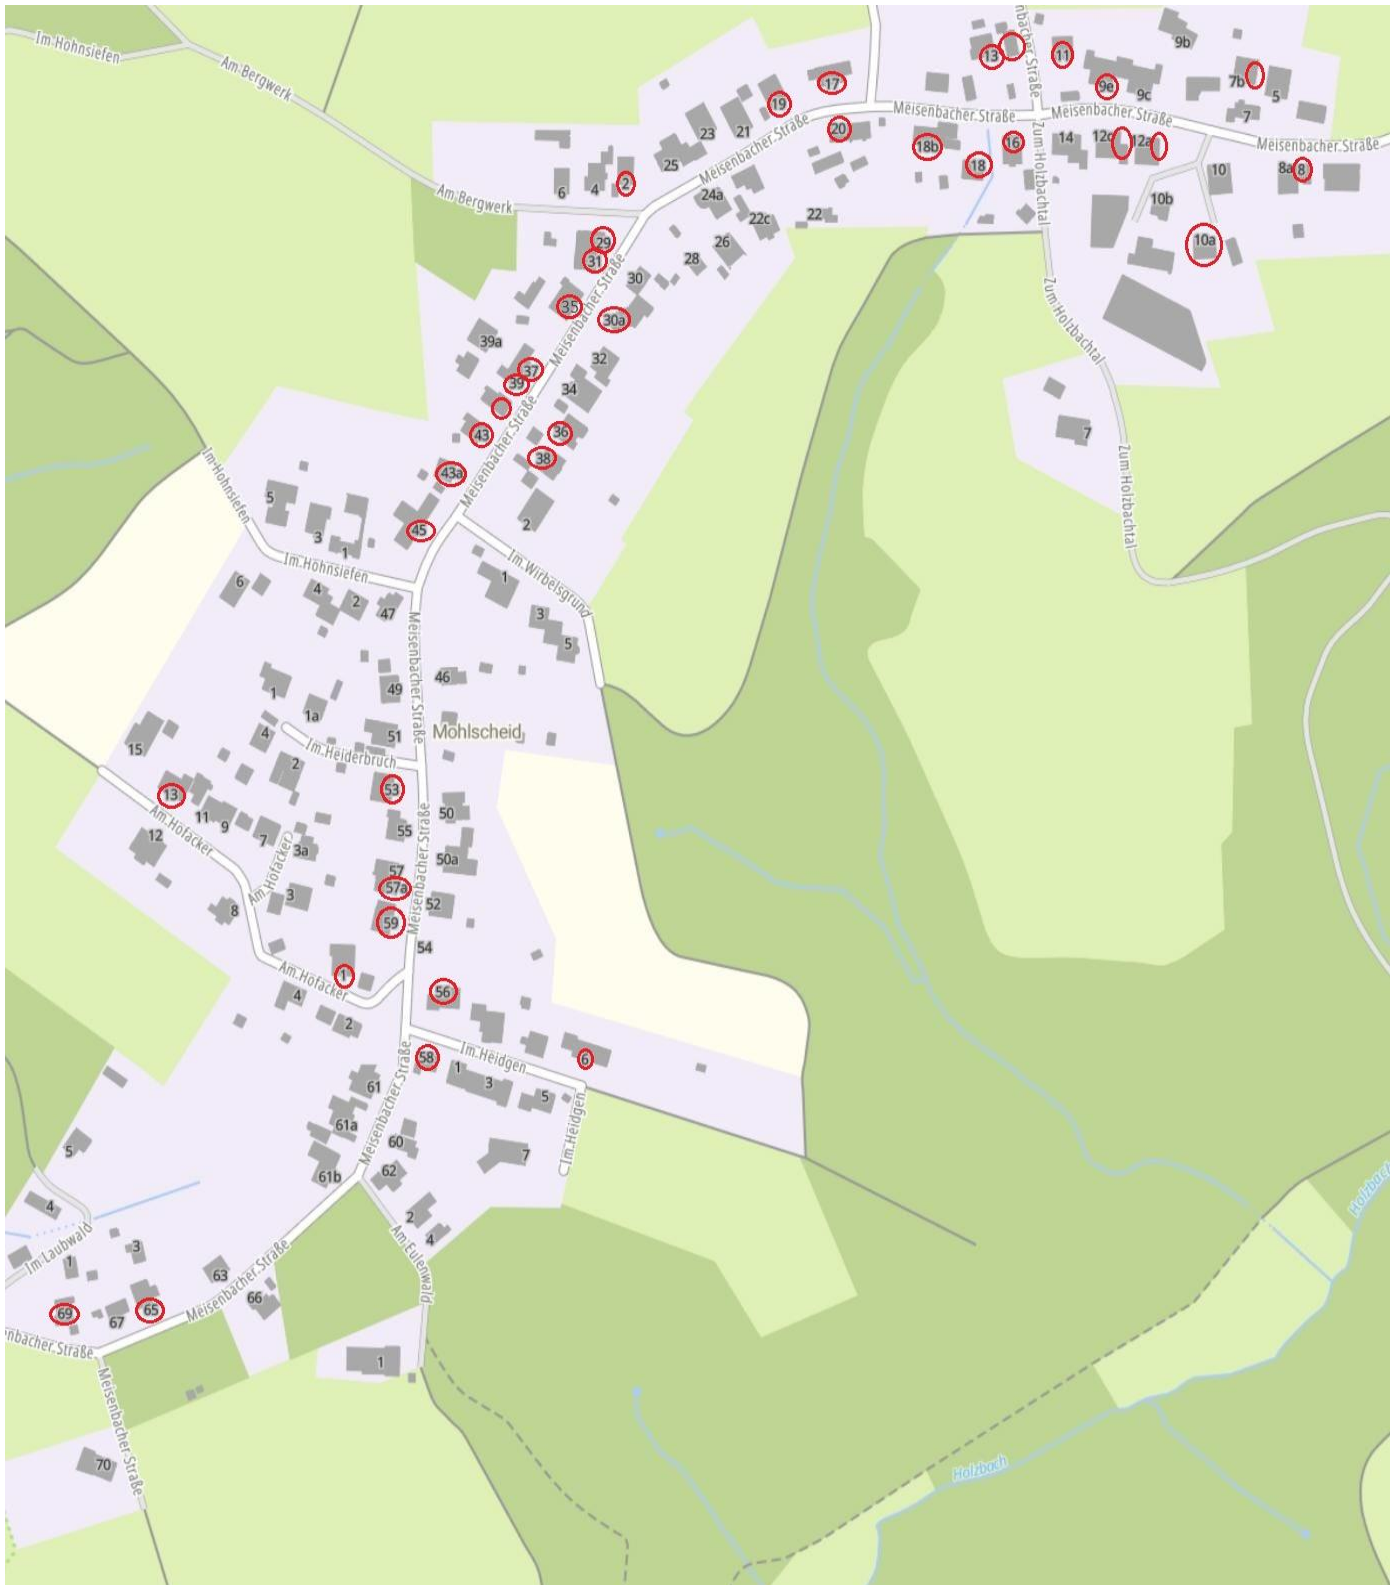 Im Hohnsiefen
Am Bergwerk
nbacher Straße
9b
13
11
17
9e
9c
7b
5
19
Meisenbacher Straße
Meisenbacher Straße
7
23
21
20
Meisenbacher Straße
18b
16
14
12c
12a
Meisenbacher Straße
25
18
Zum Holzbachtal
10
8a
8
6
4
2
Meisenbacher Straße
Am Bergwerk
24a
10b
22c
22
29
26
10a
31
28
30
Zum Holzbachtal
35
30a
39a
Meisenbacher Straße
32
37
39
34
43
36
7
38
43a
Meisenbacher Straße
Zum Holzbachtal
Im Hohnsiefen
5
3
1
45
2
Im Hohnsiefen
Im Wirbelsgrund
6
4
2
47
1
3
5
Meisenbacher Straße
46
1
49
1a
4
51
Mohlscheid
15
Im Heiderbruch
2
53
13
11
9
50
Am Hofacker
12
7
55
3a
Meisenbacher Straße
50a
57
57a
Am Hofacker
3
52
8
59
54
1
Am Hofacker
4
56
2
58
Im Heidgen
6
1
61
3
5
Meisenbacher Straße
61a
60
Im Heidgen
5
7
61b
62
4
2
4
Am Eulenwald
Im Laubwald
1
3
63
Meisenbacher Straße
66
69
67
65
nbacher Straße
1
Meisenbacher Straße
70
Holzbach
Holzbach